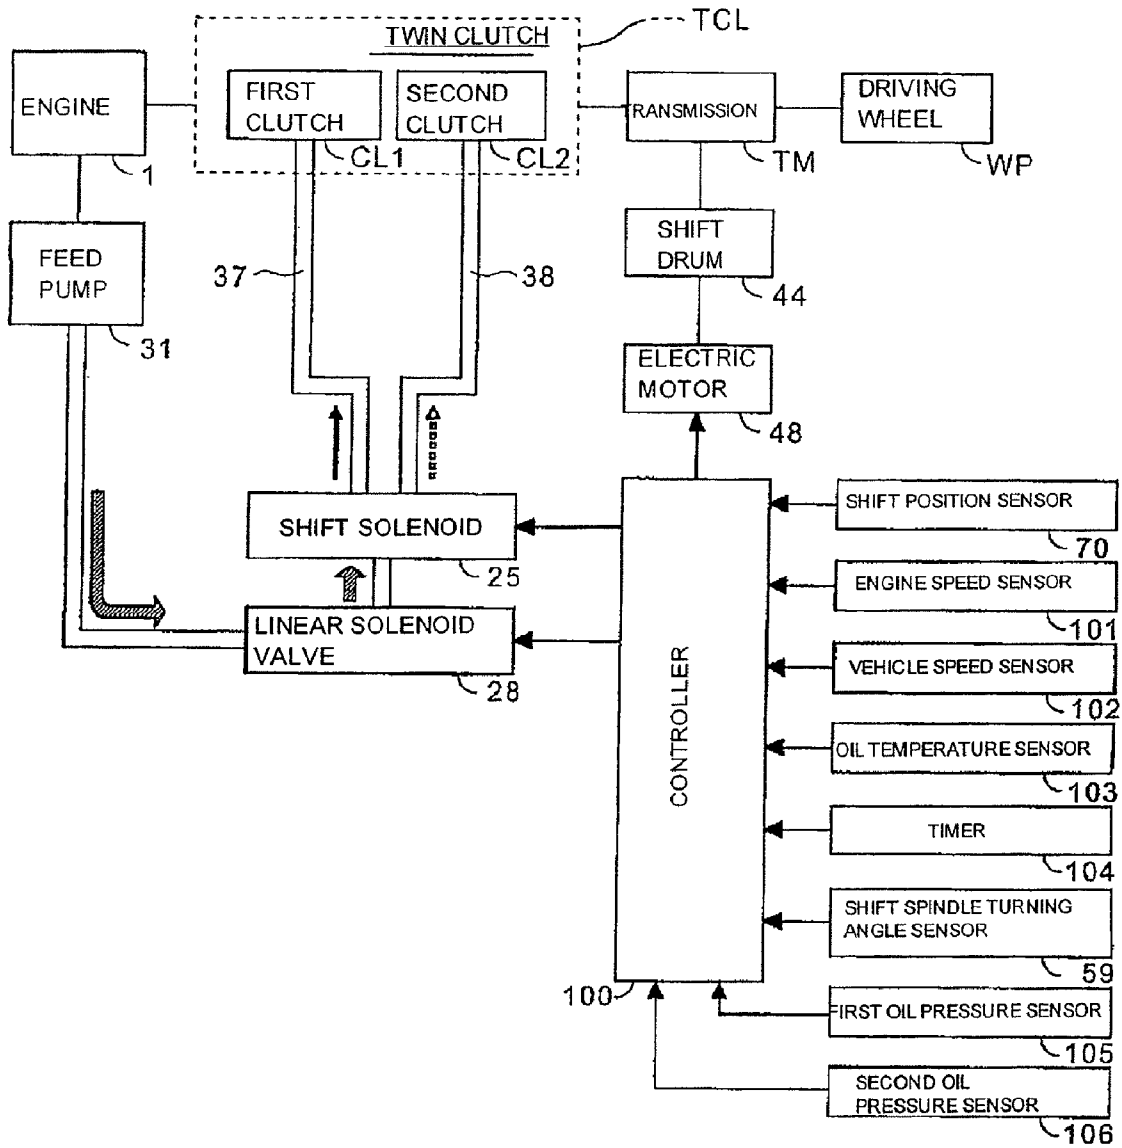 TWIN CLUTCH
TCL
ENGINE
FIRST
CLUTCH
SECOND
CLUTCH
TRANSMISSION
DRIVING
WHEEL
1
CL1
CL2
TM
WP
FEED
PUMP
31
37
38
SHIFT
DRUM
44
ELECTRIC
MOTOR
48
SHIFT SOLENOID
25
LINEAR SOLENOID
VALVE
28
CONTROLLER
100
SHIFT POSITION SENSOR
70
ENGINE SPEED SENSOR
101
VEHICLE SPEED SENSOR
102
OIL TEMPERATURE SENSOR
103
TIMER
104
SHIFT SPINDLE TURNING
ANGLE SENSOR
59
FIRST OIL PRESSURE SENSOR
105
SECOND OIL
PRESSURE SENSOR
106